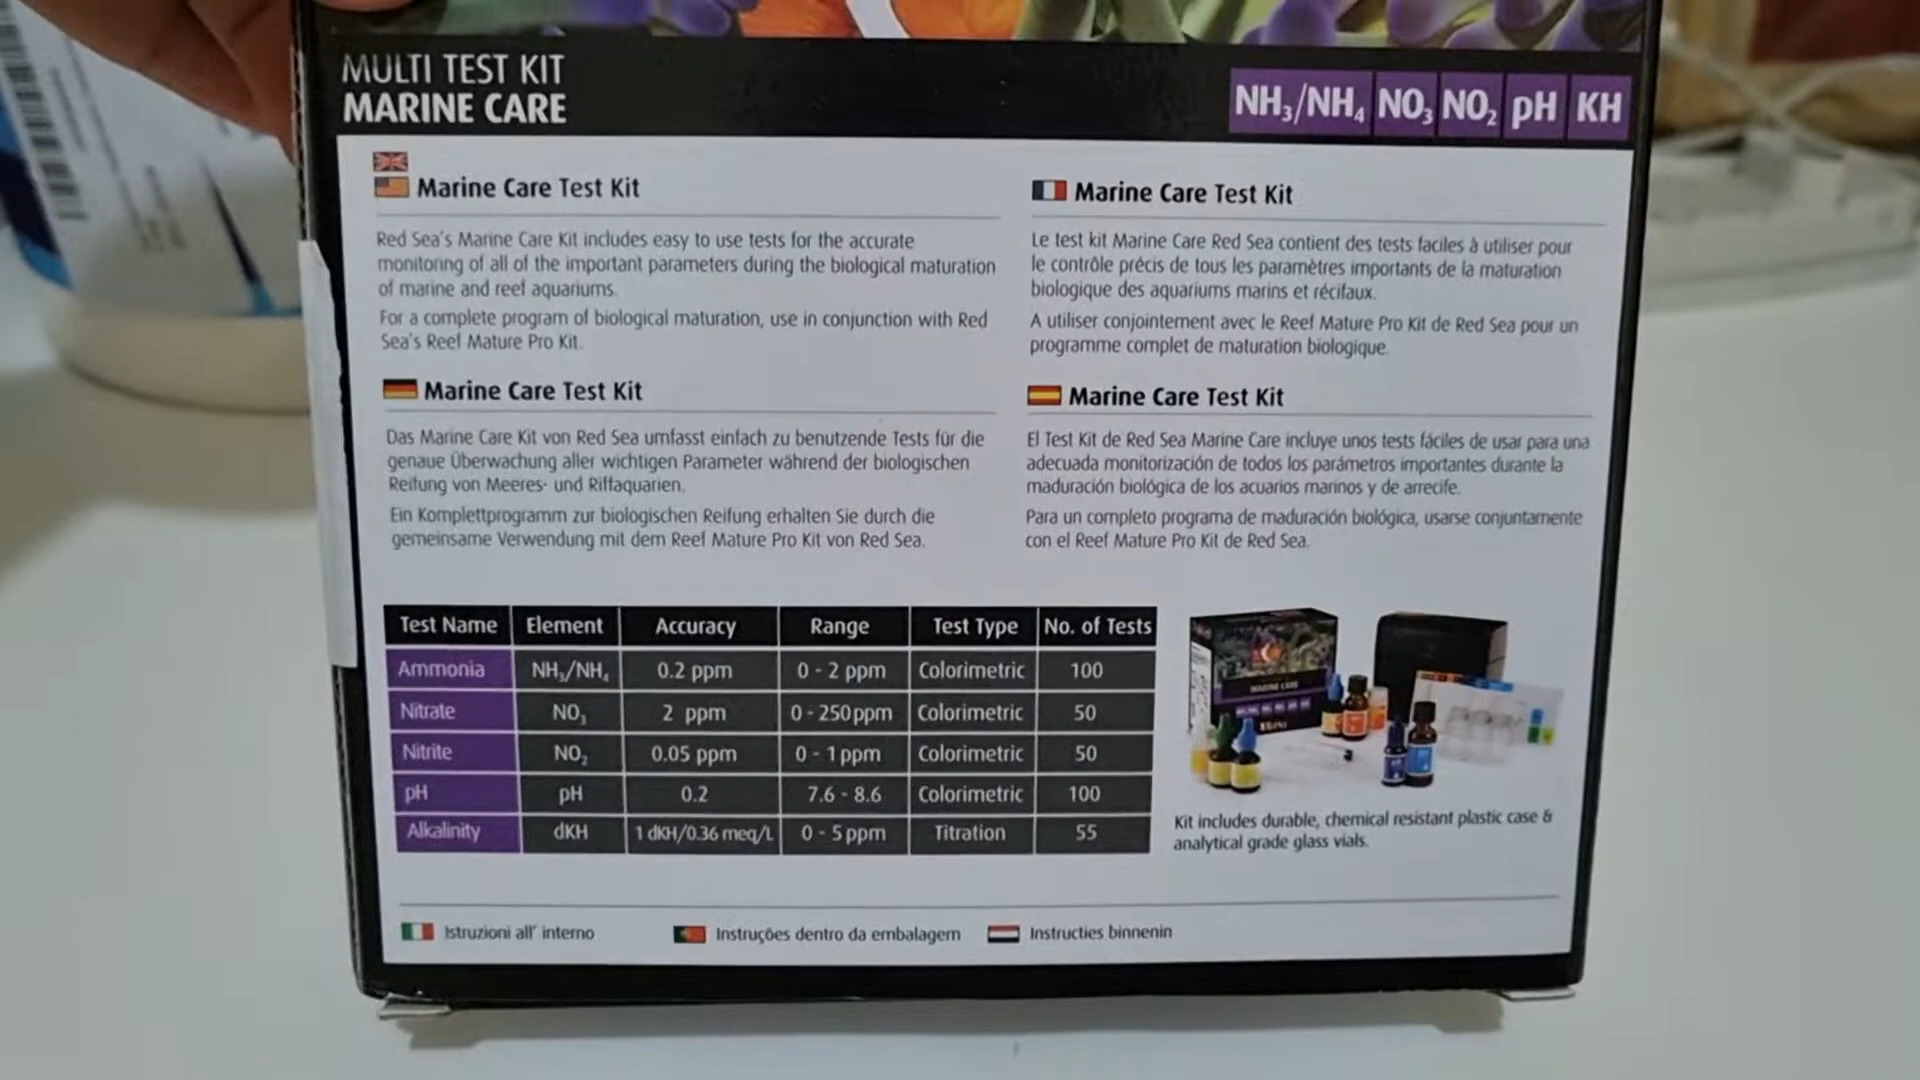 MULTI TEST KIT
MARINE CARE
NH₃/NH₄ NO₃ NO₂ pH KH
Marine Care Test Kit
Red Sea's Marine Care Kit includes easy to use tests for the accurate
monitoring of all of the important parameters during the biological maturation
of marine and reef aquariums.
For a complete program of biological maturation, use in conjunction with Red
Sea's Reef Mature Pro Kit.
Marine Care Test Kit
Le test kit Marine Care Red Sea contient des tests faciles à utiliser pour
le contrôle précis de tous les paramètres importants de la maturation
biologique des aquariums marins et récifaux.
A utiliser conjointement avec le Reef Mature Pro Kit de Red Sea pour un
programme complet de maturation biologique.
Marine Care Test Kit
Das Marine Care Kit von Red Sea umfasst einfach zu benutzende Tests für die
genaue Überwachung aller wichtigen Parameter während der biologischen
Reifung von Meeres- und Riffaquarien.
Ein Komplettprogramm zur biologischen Reifung erhalten Sie durch die
gemeinsame Verwendung mit dem Reef Mature Pro Kit von Red Sea.
Marine Care Test Kit
El Test Kit de Red Sea Marine Care incluye unos tests fáciles de usar para una
adecuada monitorización de todos los parámetros importantes durante la
maduración biológica de los acuarios marinos y de arrecife.
Para un completo programa de maduración biológica, usarse conjuntamente
con el Reef Mature Pro Kit de Red Sea.
Test Name Element Accuracy Range Test Type No. of Tests
Ammonia NH₃/NH₄ 0.2 ppm 0 - 2 ppm Colorimetric 100
Nitrate NO₃ 2 ppm 0 - 250 ppm Colorimetric 50
Nitrite NO₂ 0.05 ppm 0 - 1 ppm Colorimetric 50
pH pH 0.2 7.6 - 8.6 Colorimetric 100
Alkalinity dKH 1 dKH/0.36 meq/L 0 - 5 ppm Titration 55
MARINE CARE
Kit includes durable, chemical resistant plastic case &
analytical grade glass vials.
Istruzioni all' interno
Instruções dentro da embalagem
Instructies binnenin